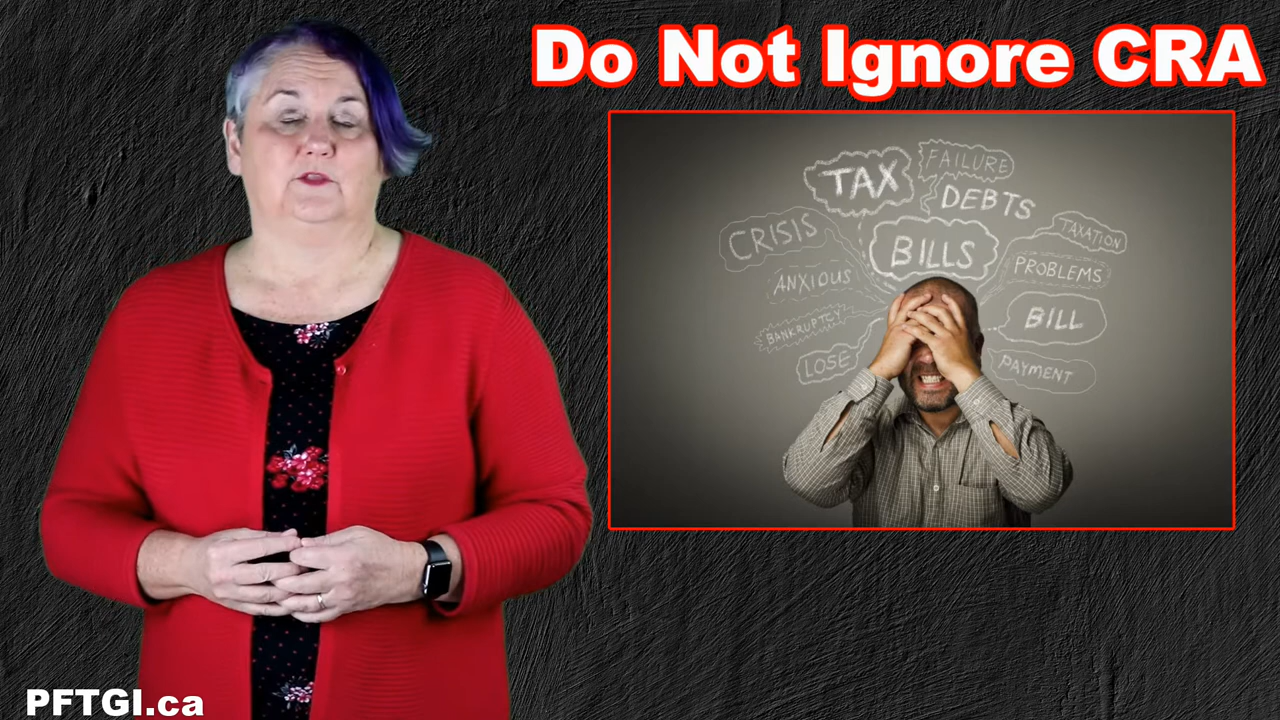 Do Not Ignore CRA
TAX
FAILURE
DEBTS
CRISIS
BILLS
TAXATION
ANXIOUS
PROBLEMS
BANKRUPTCY
BILL
LOSE
PAYMENT
PFTGI.ca